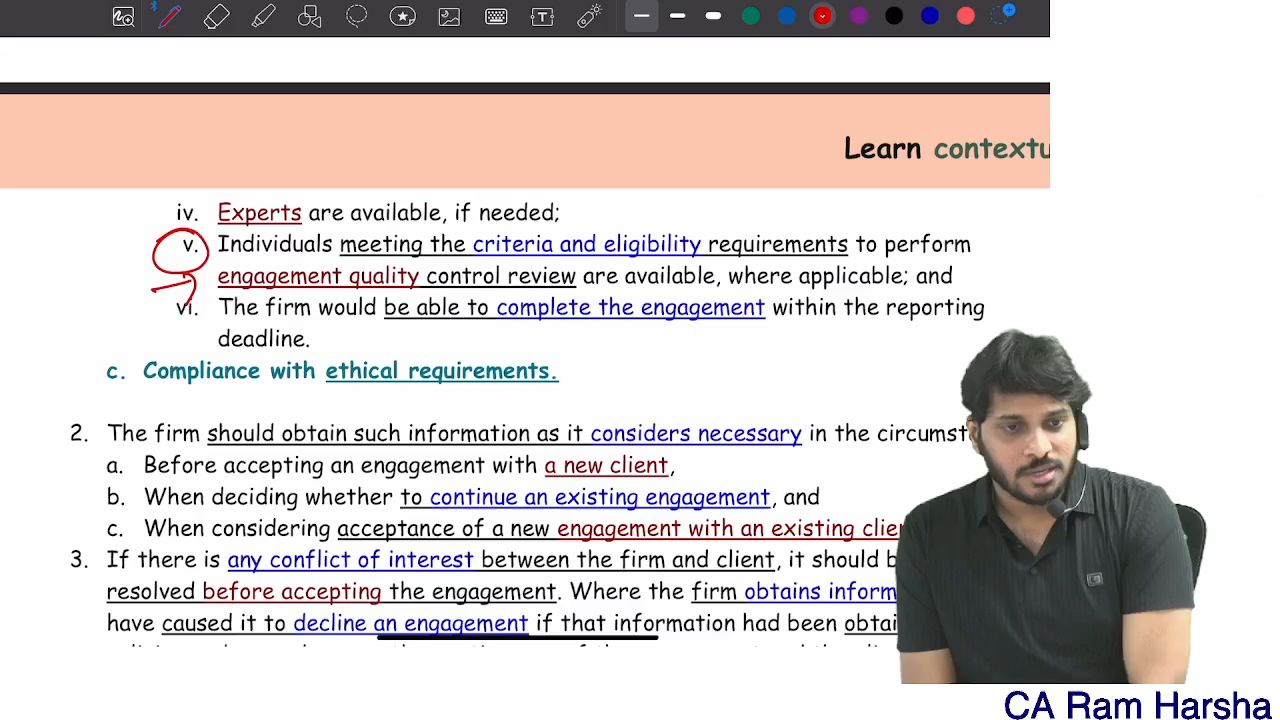 Learn contextu
iv. Experts are available, if needed;
v. Individuals meeting the criteria and eligibility requirements to perform
engagement quality control review are available, where applicable; and
vi. The firm would be able to complete the engagement within the reporting
deadline.
c. Compliance with ethical requirements.
2. The firm should obtain such information as it considers necessary in the circumst
a. Before accepting an engagement with a new client,
b. When deciding whether to continue an existing engagement, and
c. When considering acceptance of a new engagement with an existing clie
3. If there is any conflict of interest between the firm and client, it should b
resolved before accepting the engagement. Where the firm obtains inform
have caused it to decline an engagement if that information had been obtai
CA Ram Harsha